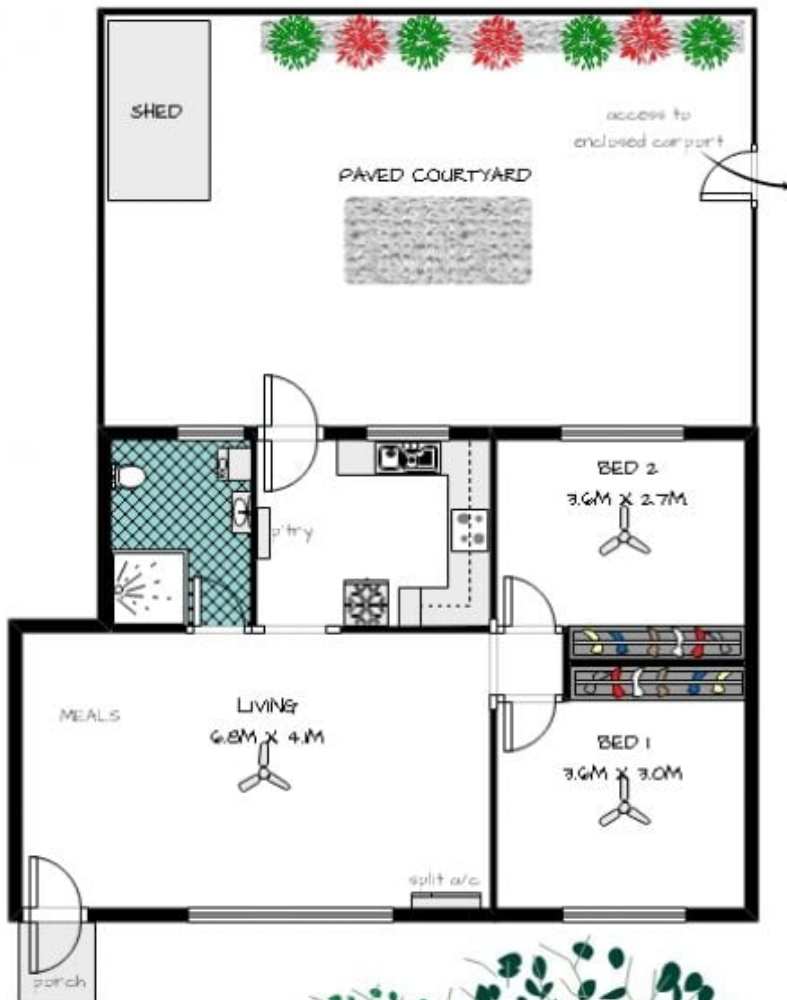 SHED
access to
enclosed carport
PAVED COURTYARD
BED 2
3.6M X 2.7M
p'try
LIVING
6.8M X 4.1M
MEALS
BED 1
3.6M X 3.0M
split a/c
porch